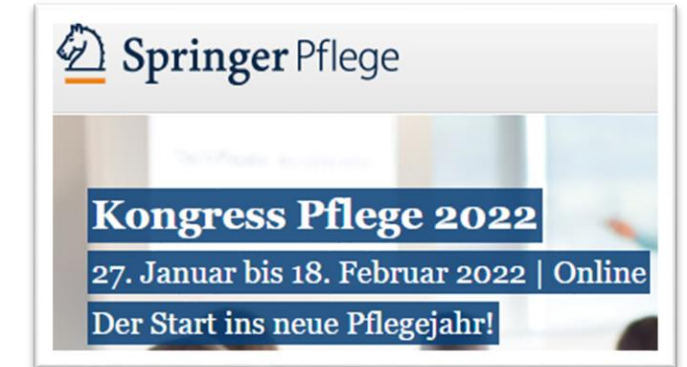 Springer Pflege
Kongress Pflege 2022
27. Januar bis 18. Februar 2022 | Online
Der Start ins neue Pflegejahr!